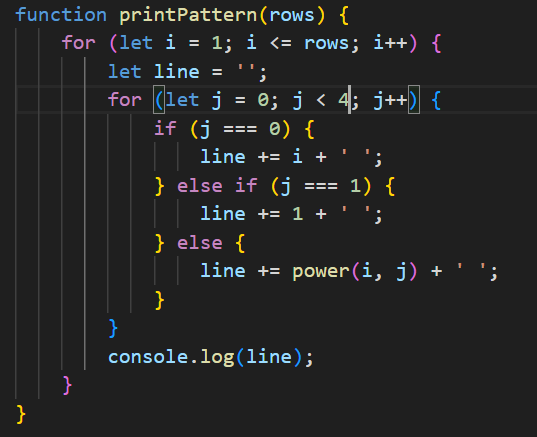 function printPattern(rows) {
    for (let i = 1; i <= rows; i++) {
        let line = '';
        for (let j = 0; j < 4; j++) {
            if (j === 0) {
                line += i + ' ';
            } else if (j === 1) {
                line += 1 + ' ';
            } else {
                line += power(i, j) + ' ';
            }
        }
        console.log(line);
    }
}